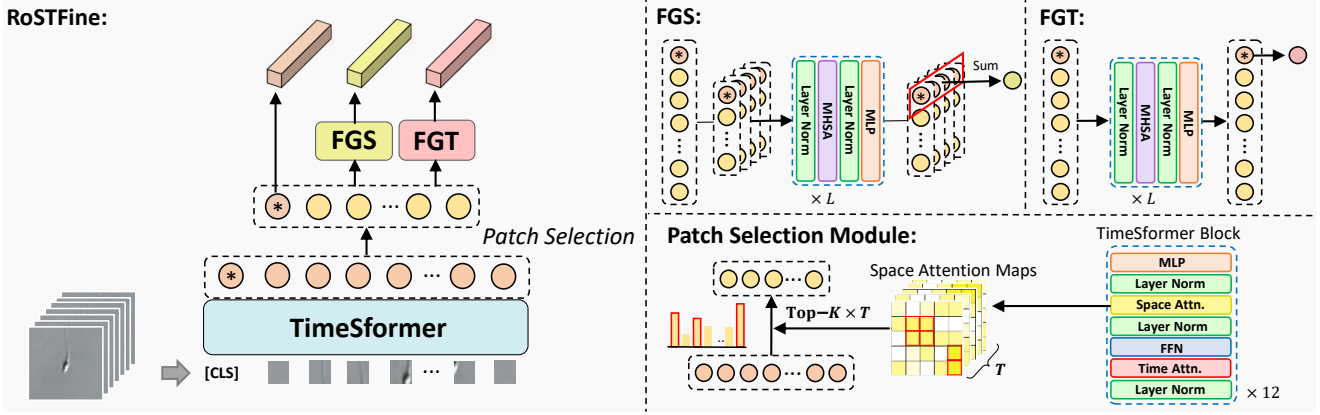 RoSTFine:
FGS
FGT
*
···
Patch Selection
*
···
TimeSformer
[CLS]
···
FGS:
*
Layer Norm
MHSA
Layer Norm
MLP
× L
*
Sum
FGT:
*
Layer Norm
MHSA
Layer Norm
MLP
× L
*
Patch Selection Module:
···
Top−K × T
..
···
Space Attention Maps
T
TimeSformer Block
MLP
Layer Norm
Space Attn.
Layer Norm
FFN
Time Attn.
Layer Norm
× 12